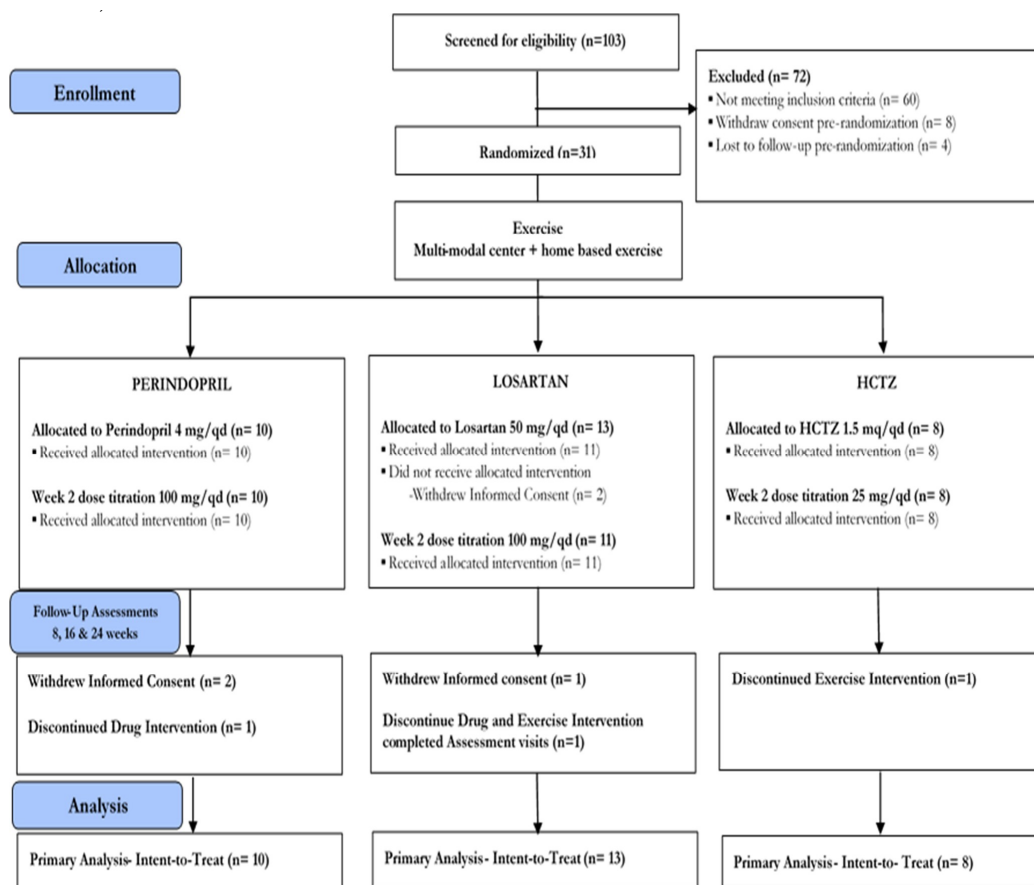 Screened for eligibility (n=103)
Enrollment
Excluded (n= 72)
▪ Not meeting inclusion criteria (n= 60)
▪ Withdraw consent pre-randomization (n= 8)
▪ Lost to follow-up pre-randomization (n= 4)
Randomized (n=31)
Exercise
Multi-modal center + home based exercise
Allocation
PERINDOPRIL
Allocated to Perindopril 4 mg/qd (n= 10)
▪ Received allocated intervention (n= 10)
Week 2 dose titration 100 mg/qd (n= 10)
▪ Received allocated intervention (n= 10)
LOSARTAN
Allocated to Losartan 50 mg/qd (n= 13)
▪ Received allocated intervention (n= 11)
▪ Did not receive allocated intervention
-Withdrew Informed Consent (n= 2)
Week 2 dose titration 100 mg/qd (n= 11)
▪ Received allocated intervention (n= 11)
HCTZ
Allocated to HCTZ 1.5 mq/qd (n= 8)
▪ Received allocated intervention (n= 8)
Week 2 dose titration 25 mg/qd (n= 8)
▪ Received allocated intervention (n= 8)
Follow-Up Assessments
8, 16 & 24 weeks
Withdrew Informed Consent (n= 2)
Discontinued Drug Intervention (n= 1)
Withdrew Informed consent (n= 1)
Discontinue Drug and Exercise Intervention
completed Assessment visits (n=1)
Discontinued Exercise Intervention (n=1)
Analysis
Primary Analysis- Intent-to-Treat (n= 10)
Primary Analysis- Intent-to-Treat (n= 13)
Primary Analysis- Intent-to- Treat (n= 8)